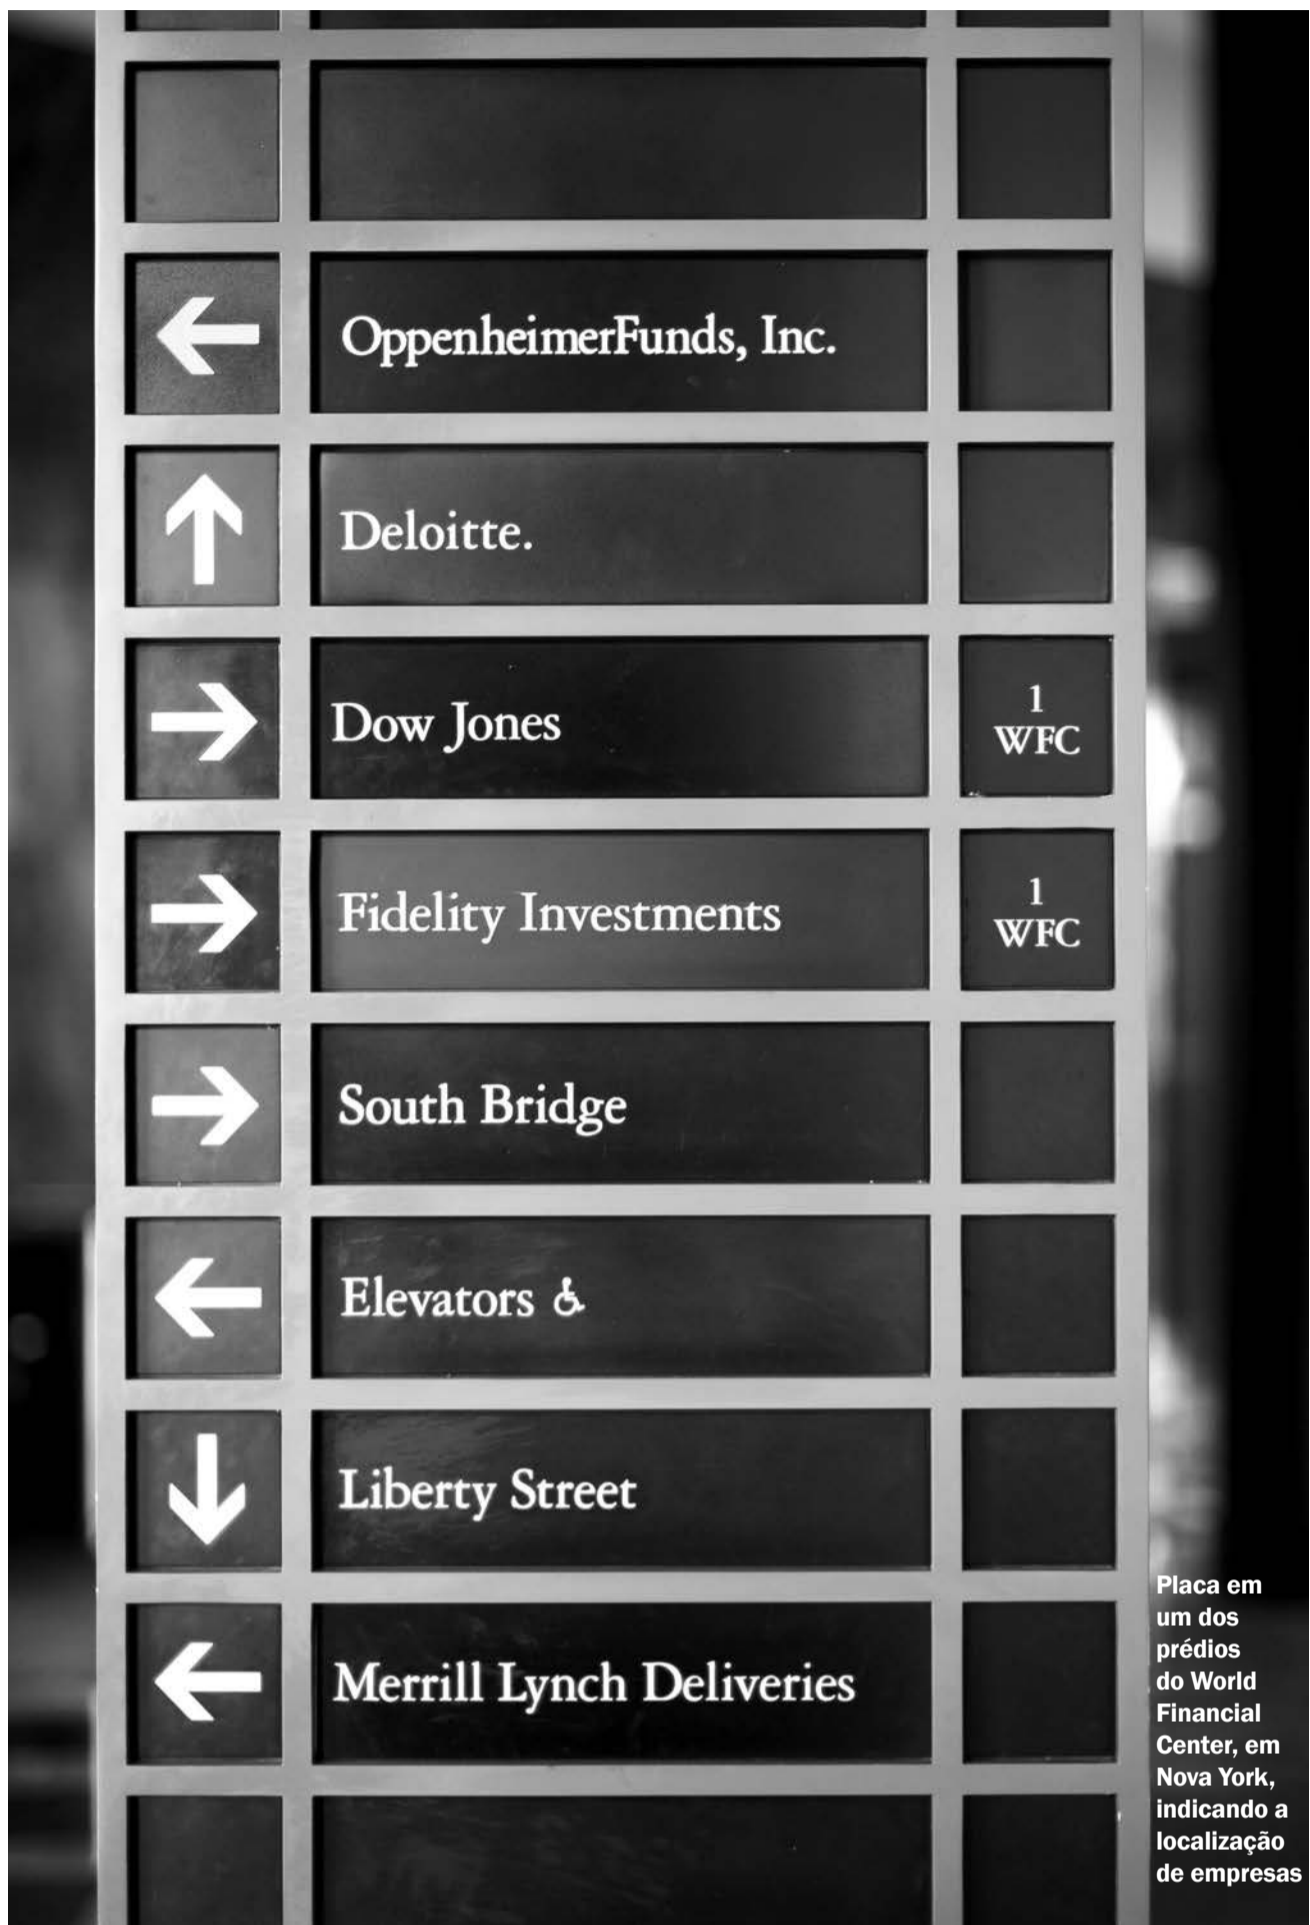 OppenheimerFunds, Inc.
Deloitte.
Dow Jones
1
WFC
Fidelity Investments
1
WFC
South Bridge
Elevators
Liberty Street
Merrill Lynch Deliveries
Placa em
um dos
prédios
do World
Financial
Center, em
Nova York,
indicando a
localização
de empresas